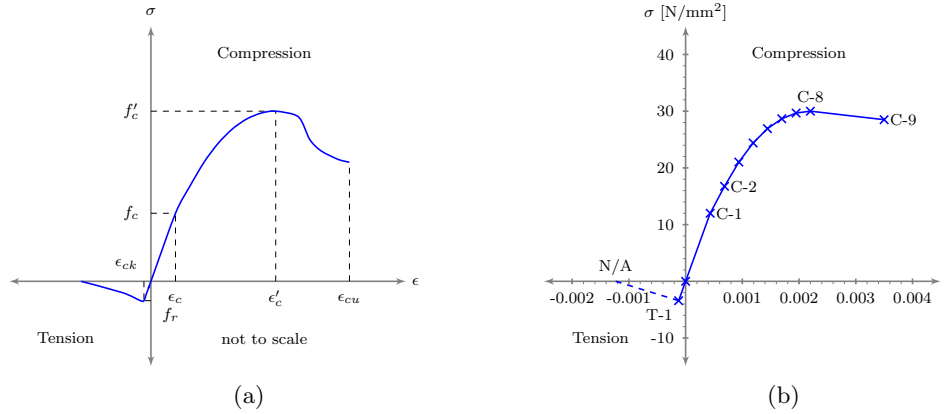 σ
Compression
f′c
fc
ϵck
ϵ
ϵc
ϵ′c
ϵcu
fr
Tension
not to scale
(a)
σ [N/mm²]
40
Compression
C-8
30
C-9
20
C-2
C-1
10
N/A
-0.002
-0.001
0.001
0.002
0.003
0.004
T-1
Tension
-10
(b)